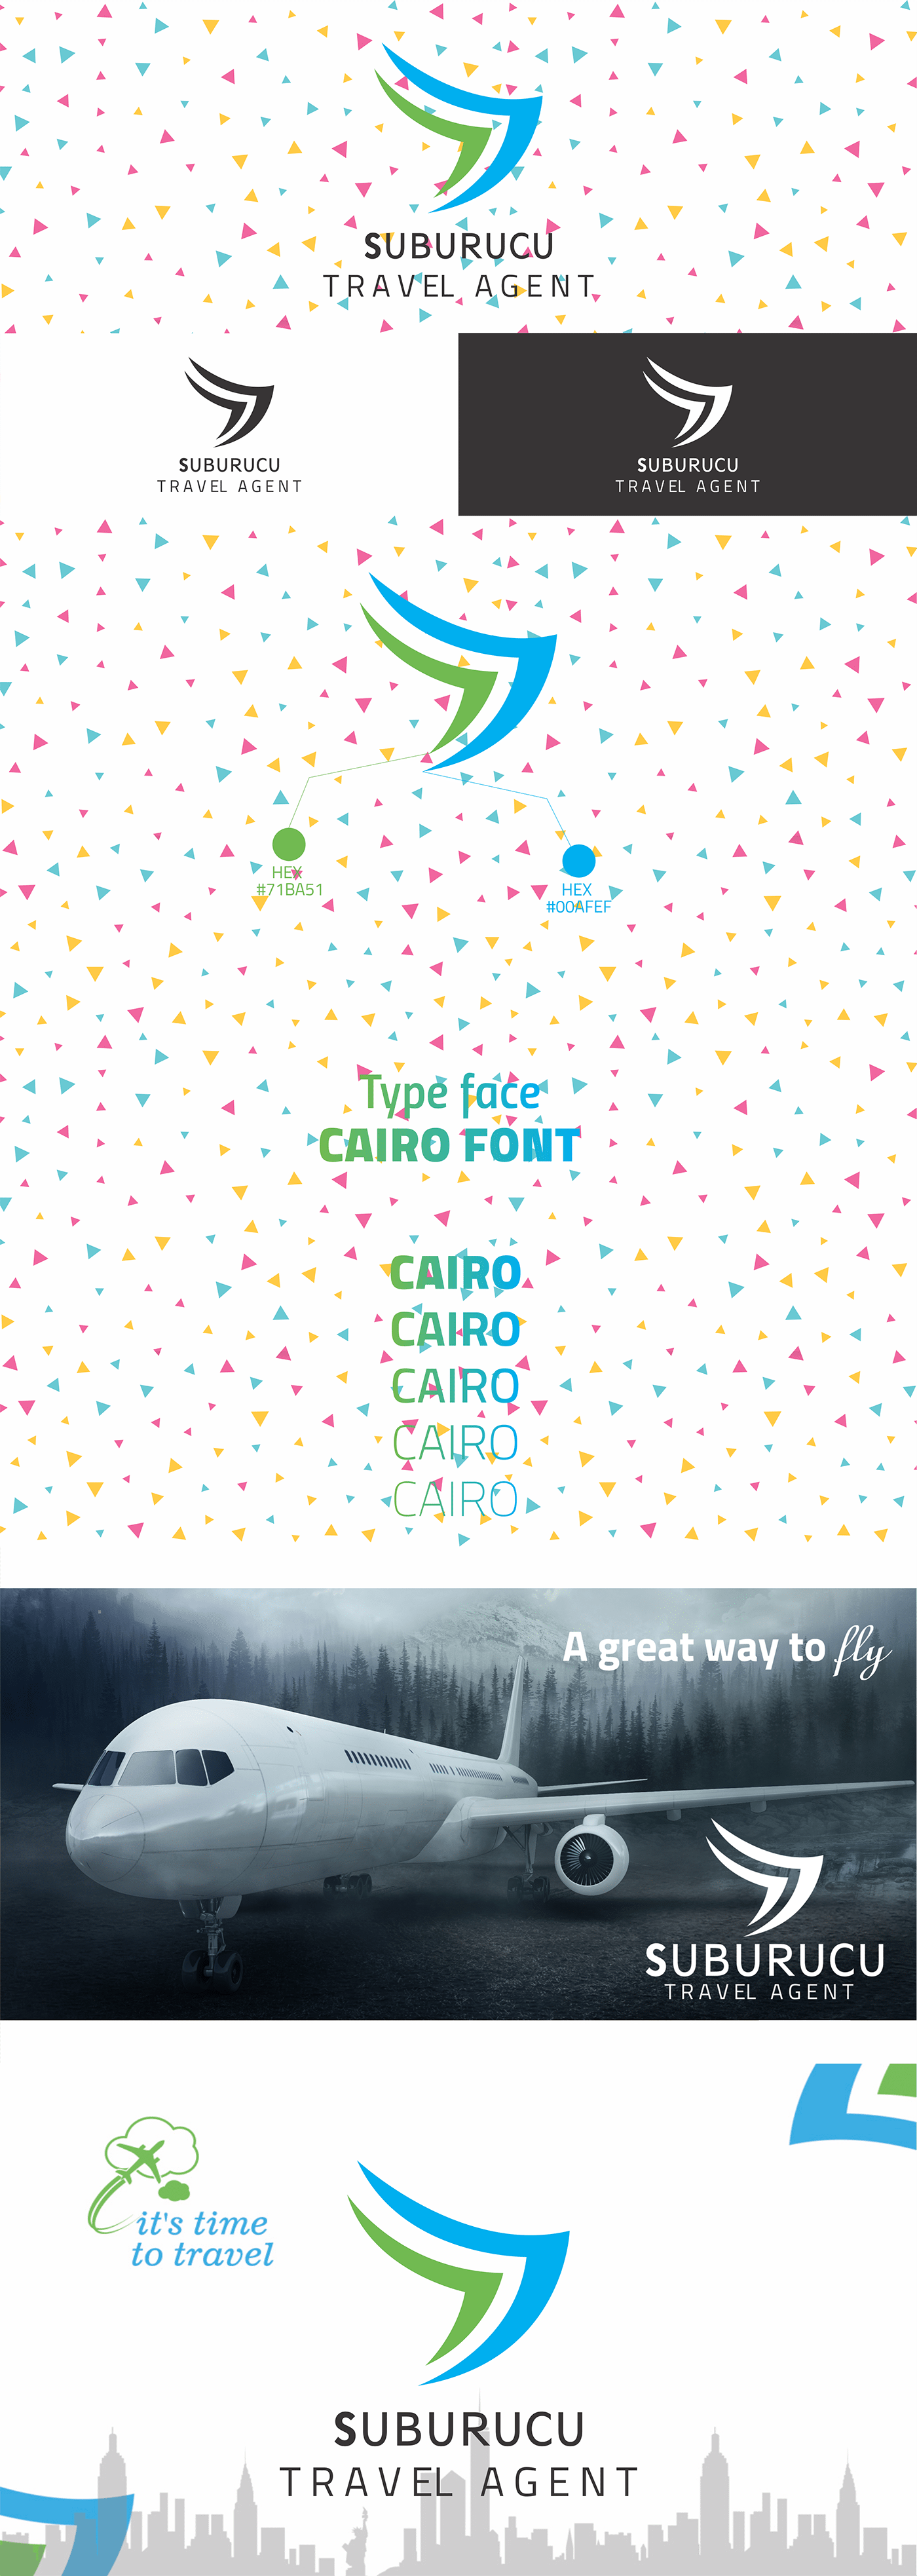 SUBURUCU
TRAVEL AGENT
SUBURUCU
TRAVEL AGENT
SUBURUCU
TRAVEL AGENT
HEX
#71BA51
HEX
#00AFEF
Type face
CAIRO FONT
CAIRO
CAIRO
CAIRO
CAIRO
CAIRO
A great way to fly
SUBURUCU
TRAVEL AGENT
it's time
to travel
SUBURUCU
TRAVEL AGENT